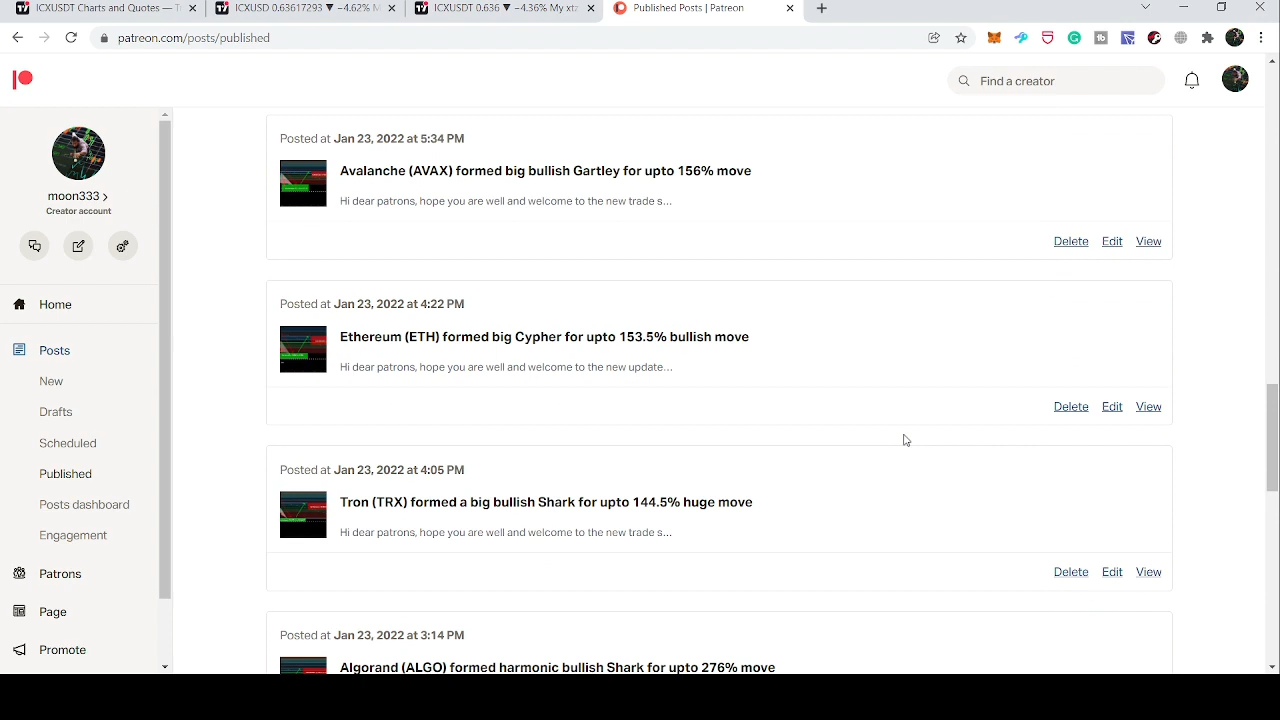 ICXUSDT Charts and Quotes — T
ICXUSD 0.63617293 ▼ −4.62% M
ICXUSDT 0.636 ▼ −4.36% My xtz
Published Posts | Patreon
patreon.com/posts/published
Find a creator
moon333 >
Creator account
Home
Posts
New
Drafts
Scheduled
Published
Posts dashboard
Engagement
Patrons
Page
Promote
Posted at Jan 23, 2022 at 5:34 PM
Avalanche (AVAX) formed big bullish Gartley for upto 156% move
Hi dear patrons, hope you are well and welcome to the new trade s...
Delete Edit View
Posted at Jan 23, 2022 at 4:22 PM
Ethereum (ETH) formed big Cypher for upto 153.5% bullish move
Hi dear patrons, hope you are well and welcome to the new update...
Delete Edit View
Posted at Jan 23, 2022 at 4:05 PM
Tron (TRX) formed a big bullish Shark for upto 144.5% huge move
Hi dear patrons, hope you are well and welcome to the new trade s...
Delete Edit View
Posted at Jan 23, 2022 at 3:14 PM
Algorand (ALGO) formed harmonic bullish Shark for upto 276% move